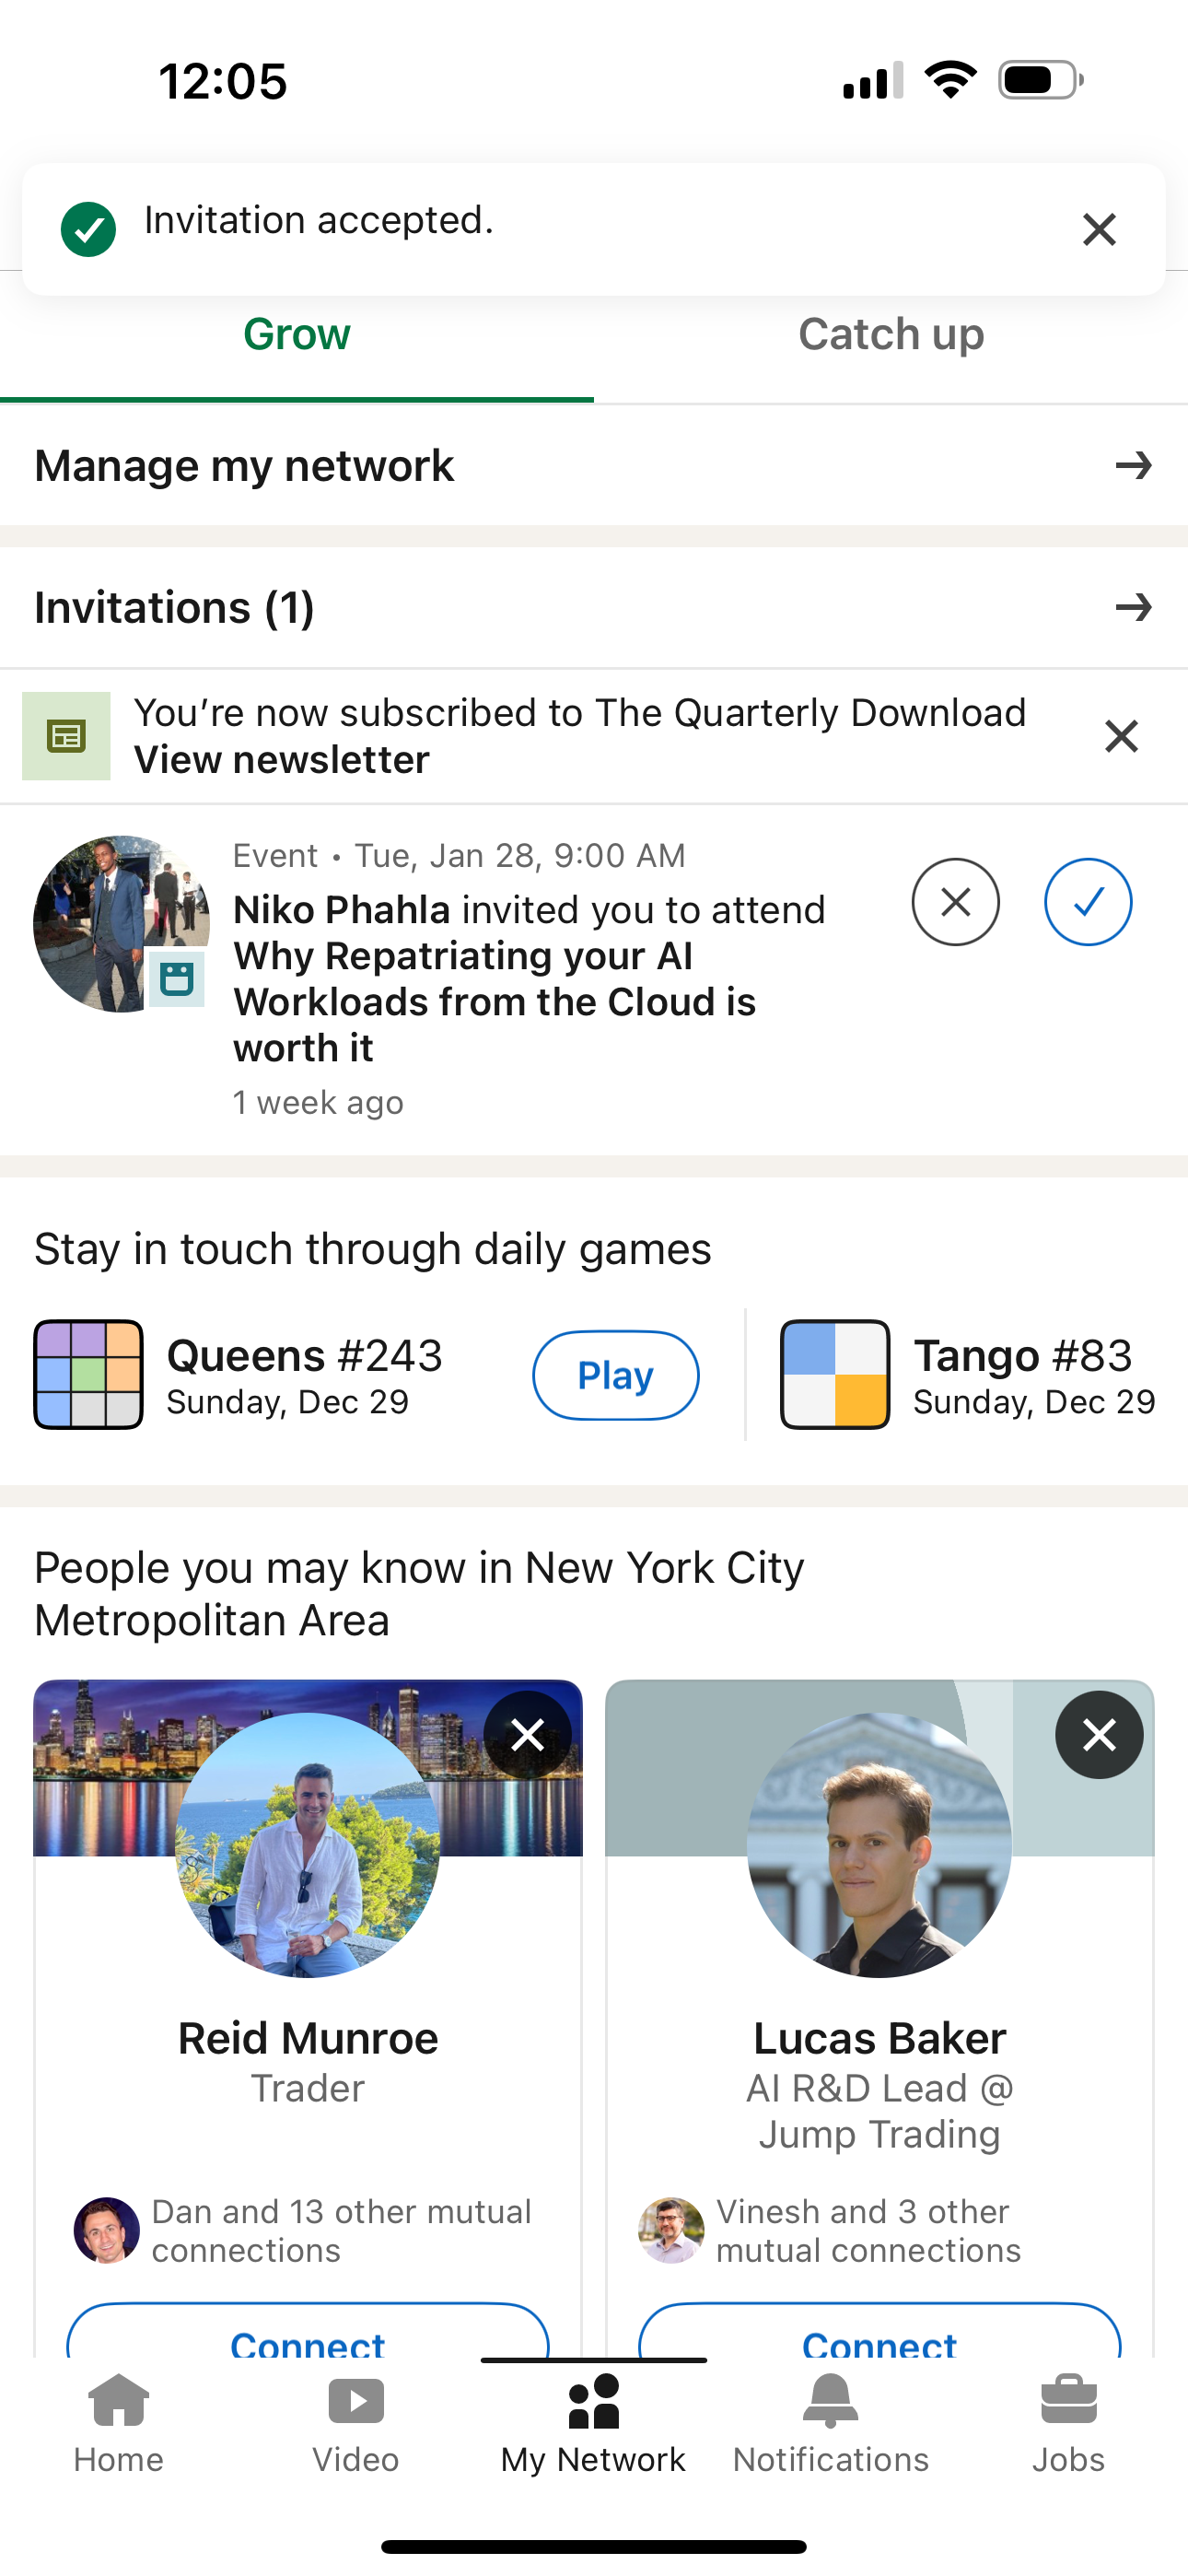 12:05
Invitation accepted.
Grow
Catch up
Manage my network
Invitations (1)
You’re now subscribed to The Quarterly Download
View newsletter
Event • Tue, Jan 28, 9:00 AM
Niko Phahla invited you to attend
Why Repatriating your AI
Workloads from the Cloud is
worth it
1 week ago
Stay in touch through daily games
Queens #243
Sunday, Dec 29
Play
Tango #83
Sunday, Dec 29
People you may know in New York City
Metropolitan Area
Reid Munroe
Trader
Dan and 13 other mutual
connections
Connect
Lucas Baker
AI R&D Lead @
Jump Trading
Vinesh and 3 other
mutual connections
Connect
Home
Video
My Network
Notifications
Jobs